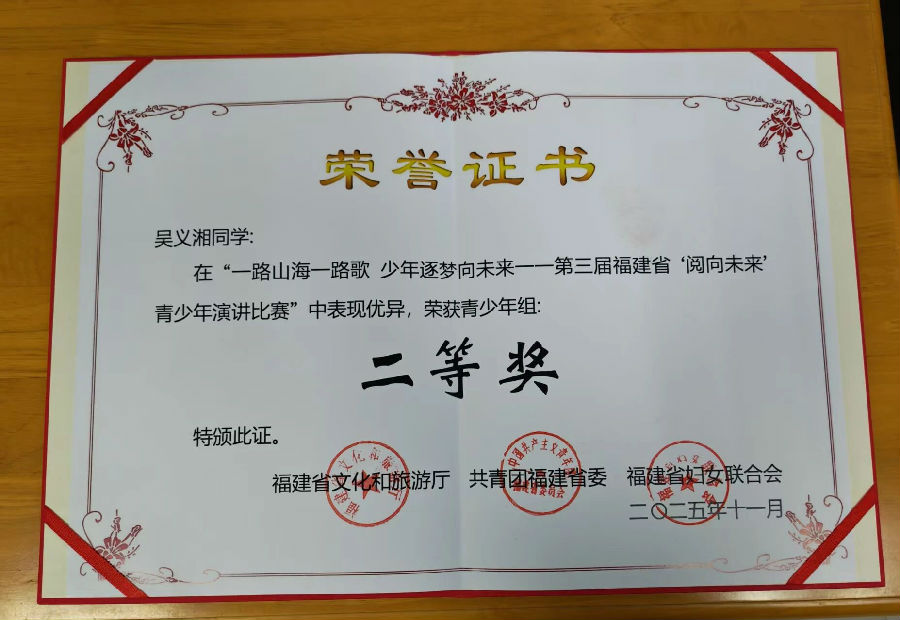 荣誉证书
吴义湘同学:
在“一路山海一路歌 少年逐梦向未来一一第三届福建省‘阅向未来’
青少年演讲比赛”中表现优异，荣获青少年组:
二等奖
特颁此证。
福建省文化和旅游厅 共青团福建省委 福建省妇女联合会
二〇二五年十一月